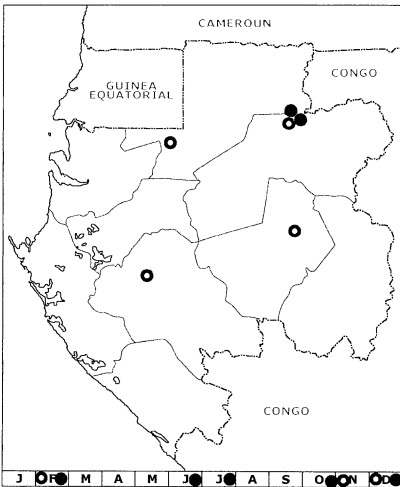 CAMEROUN
CONGO
GUINEA
EQUATORIAL
CONGO
J F M A M J J A S O N D